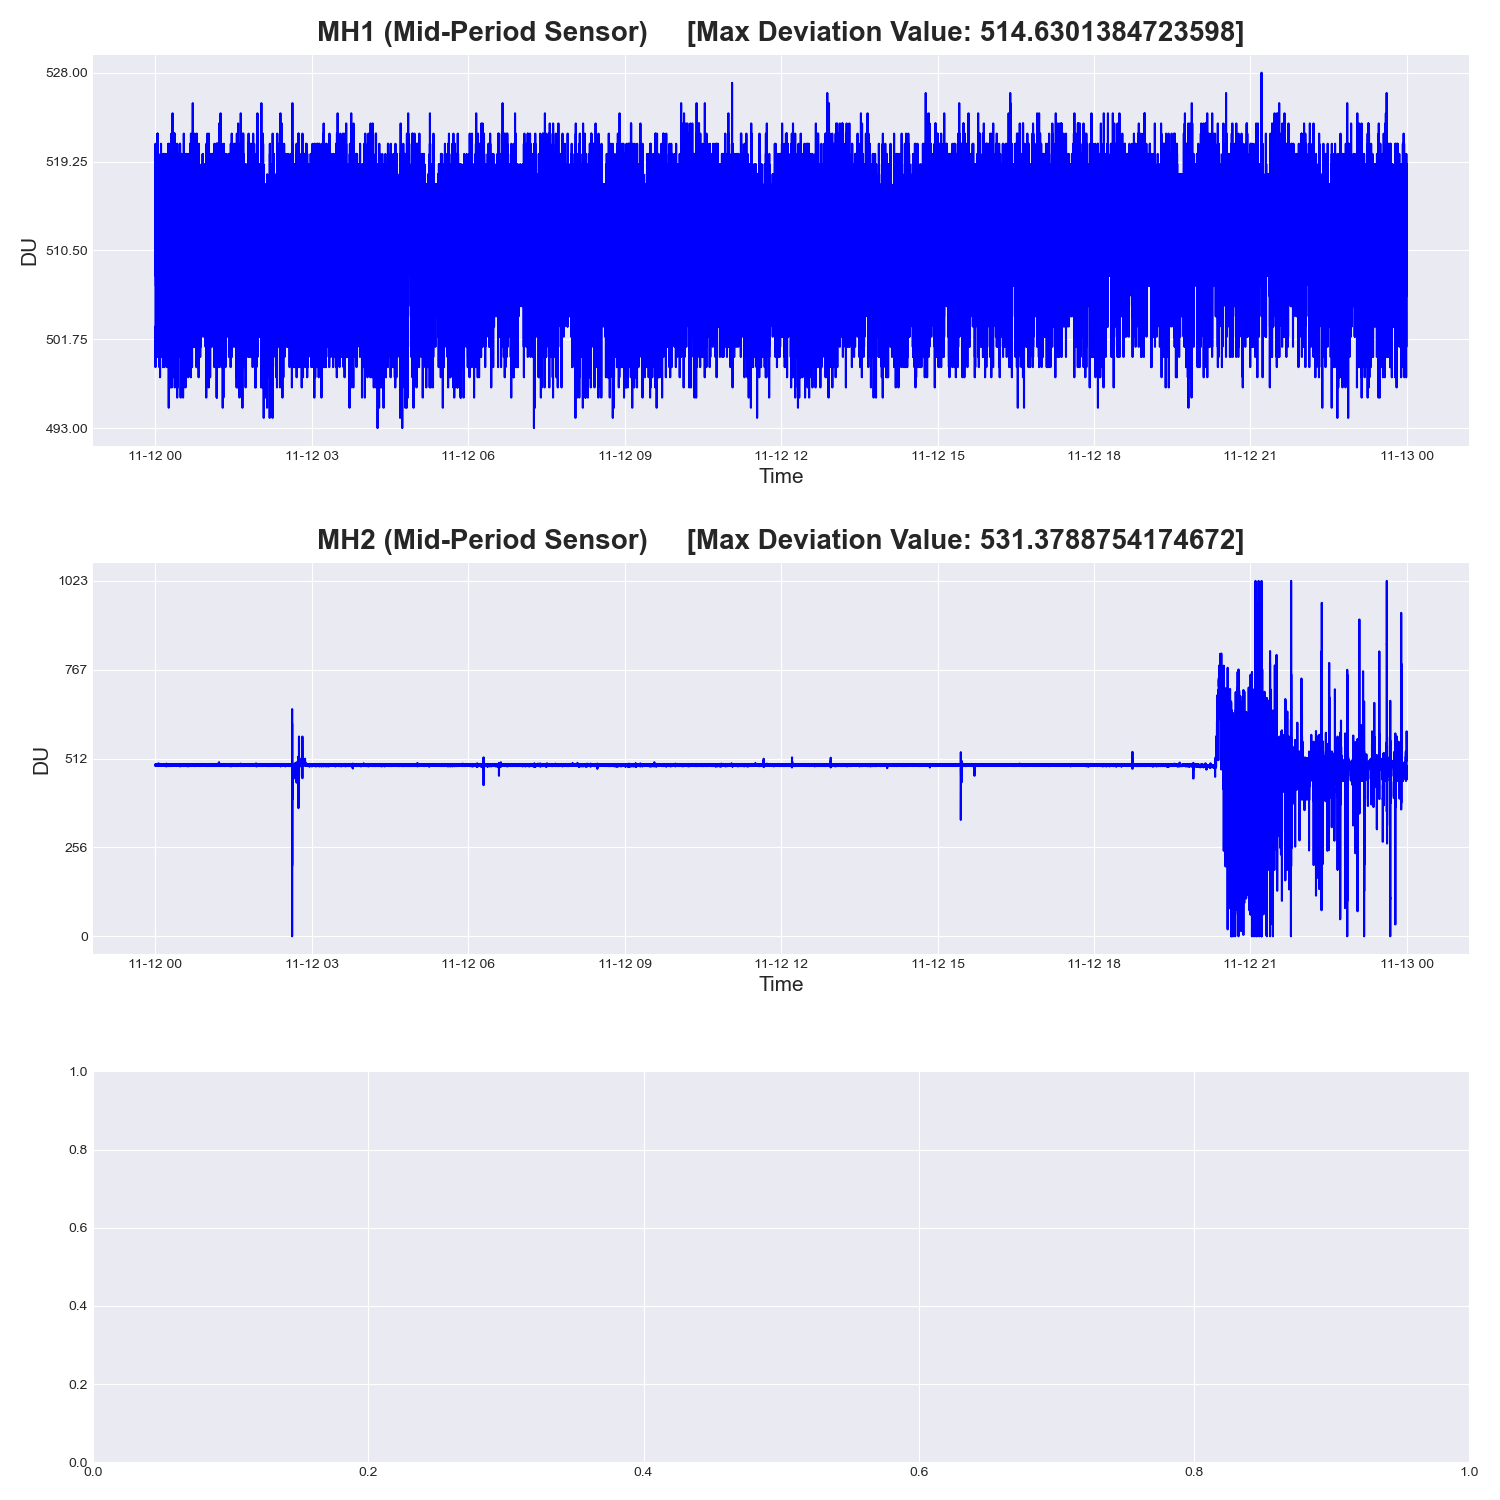 MH1 (Mid-Period Sensor) [Max Deviation Value: 514.6301384723598]
528.00
519.25
510.50
501.75
493.00
DU
11-12 00 11-12 03 11-12 06 11-12 09 11-12 12 11-12 15 11-12 18 11-12 21 11-13 00
Time
MH2 (Mid-Period Sensor) [Max Deviation Value: 531.3788754174672]
1023
767
512
256
0
DU
11-12 00 11-12 03 11-12 06 11-12 09 11-12 12 11-12 15 11-12 18 11-12 21 11-13 00
Time
1.0
0.8
0.6
0.4
0.2
0.0
0.0 0.2 0.4 0.6 0.8 1.0